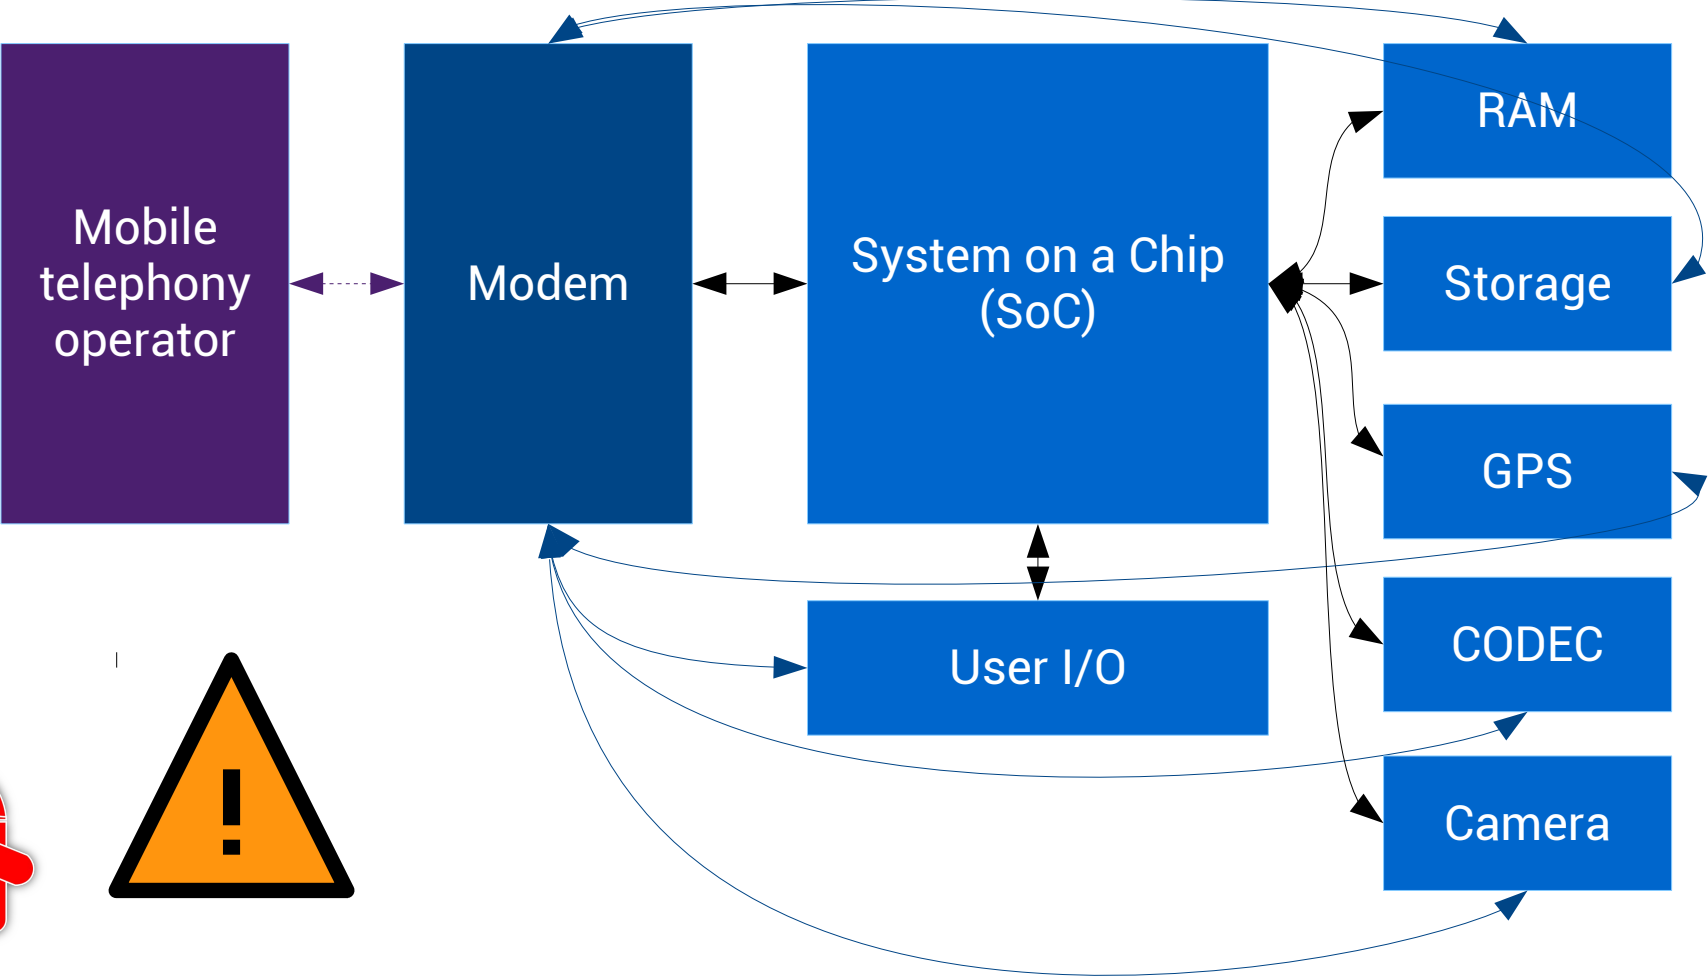 Mobile
telephony
operator
Modem
System on a Chip
(SoC)
RAM
Storage
GPS
CODEC
Camera
User I/O
!